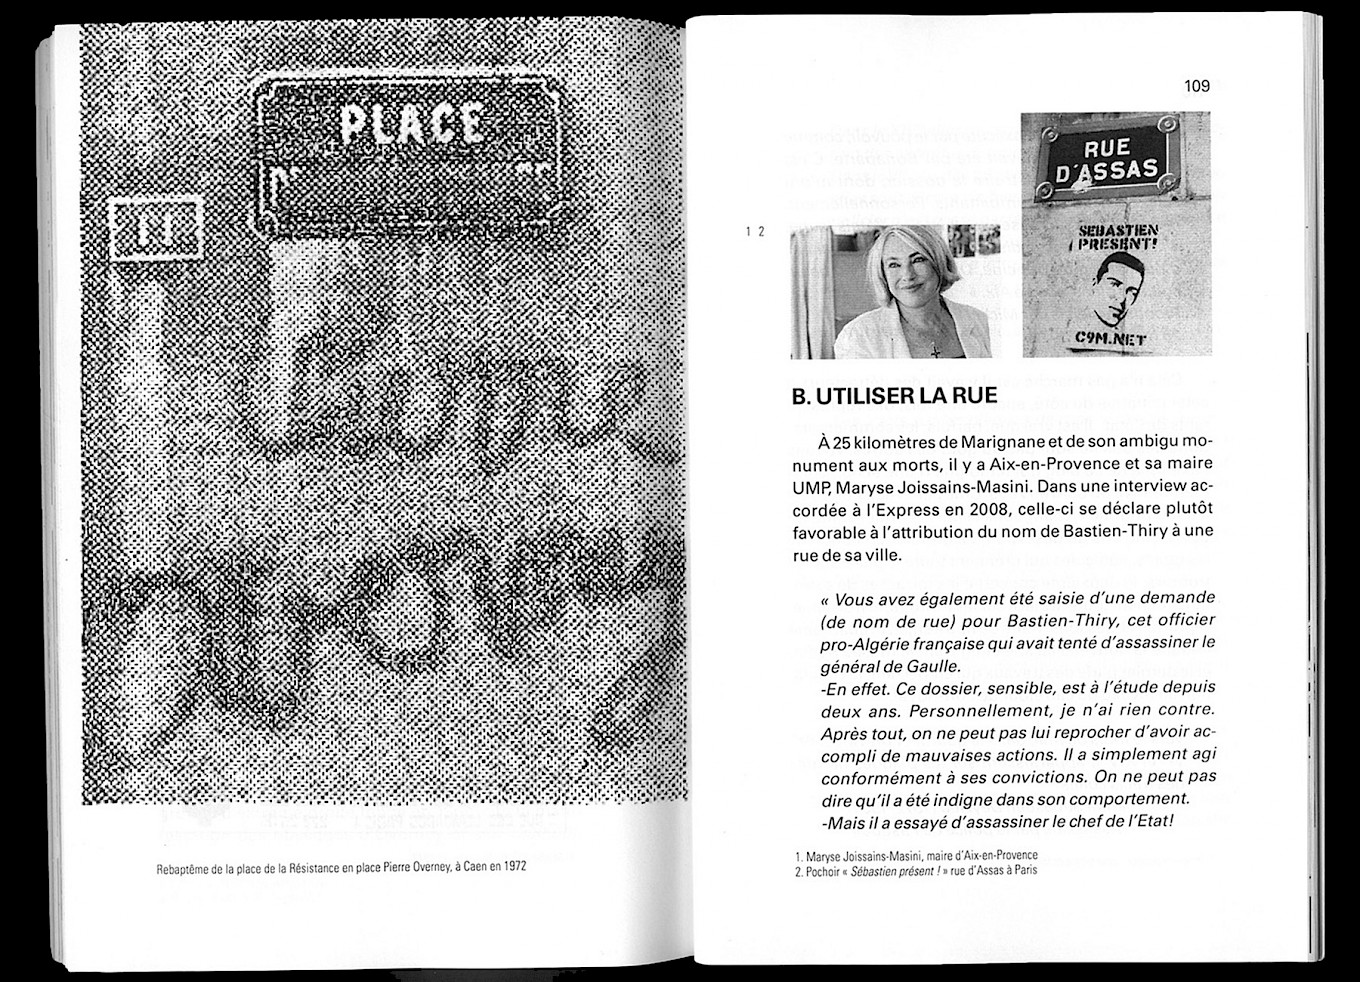 PLACE
11
Rebaptême de la place de la Résistance en place Pierre Overney, à Caen en 1972
109
RUE
D'ASSAS
SEBASTIEN
PRESENT!
C9M.NET
1 2
B. UTILISER LA RUE
À 25 kilomètres de Marignane et de son ambigu mo-
nument aux morts, il y a Aix-en-Provence et sa maire
UMP, Maryse Joissains-Masini. Dans une interview ac-
cordée à l'Express en 2008, celle-ci se déclare plutôt
favorable à l'attribution du nom de Bastien-Thiry à une
rue de sa ville.
« Vous avez également été saisie d'une demande
(de nom de rue) pour Bastien-Thiry, cet officier
pro-Algérie française qui avait tenté d'assassiner le
général de Gaulle.
-En effet. Ce dossier, sensible, est à l'étude depuis
deux ans. Personnellement, je n'ai rien contre.
Après tout, on ne peut pas lui reprocher d'avoir ac-
compli de mauvaises actions. Il a simplement agi
conformément à ses convictions. On ne peut pas
dire qu'il a été indigne dans son comportement.
-Mais il a essayé d'assassiner le chef de l'Etat!
1. Maryse Joissains-Masini, maire d'Aix-en-Provence
2. Pochoir « Sébastien présent ! » rue d'Assas à Paris